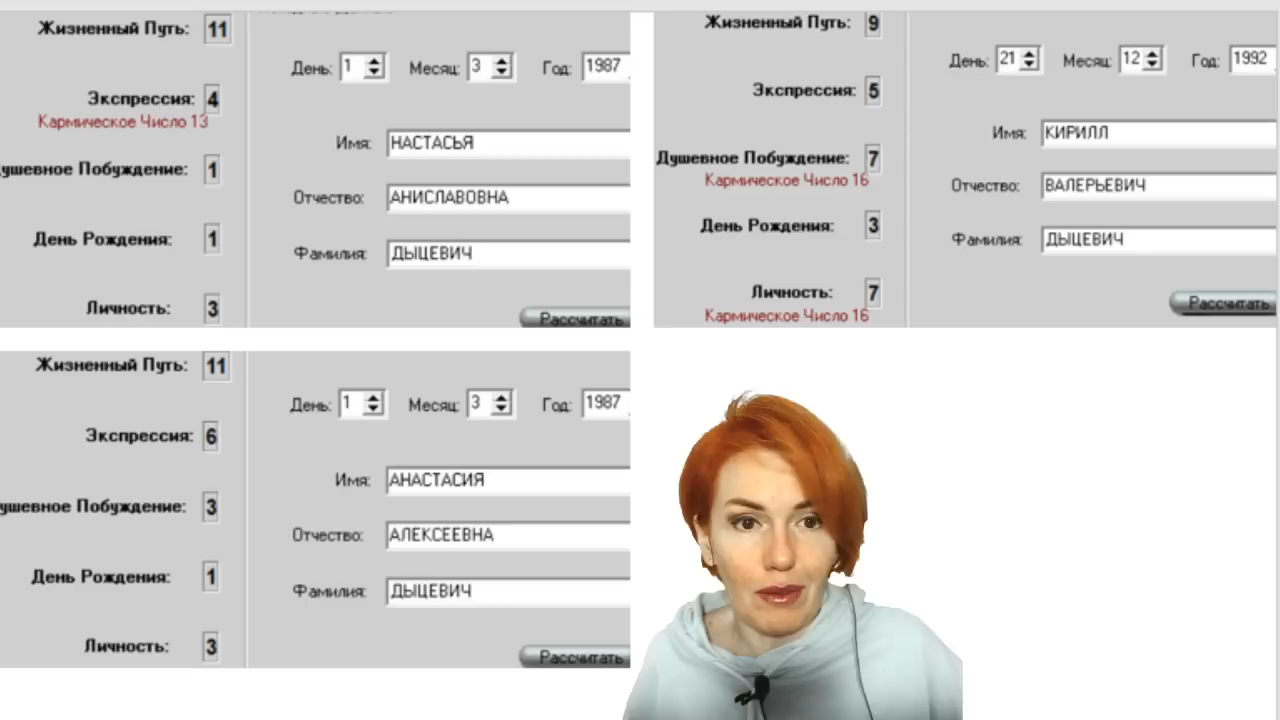 Жизненный Путь: 11
День: 1 Месяц: 3 Год: 1987
Экспрессия: 4
Кармическое Число 13
Имя: НАСТАСЬЯ
ушевное Побуждение: 1
Отчество: АНИСЛАВОВНА
День Рождения: 1
Фамилия: ДЫЦЕВИЧ
Личность: 3
Рассчитать
Жизненный Путь: 9
День: 21 Месяц: 12 Год: 1992
Экспрессия: 5
Имя: КИРИЛЛ
Душевное Побуждение: 7
Кармическое Число 16
Отчество: ВАЛЕРЬЕВИЧ
День Рождения: 3
Фамилия: ДЫЦЕВИЧ
Личность: 7
Кармическое Число 16
Рассчитать
Жизненный Путь: 11
День: 1 Месяц: 3 Год: 1987
Экспрессия: 6
Имя: АНАСТАСИЯ
ушевное Побуждение: 3
Отчество: АЛЕКСЕЕВНА
День Рождения: 1
Фамилия: ДЫЦЕВИЧ
Личность: 3
Рассчитать